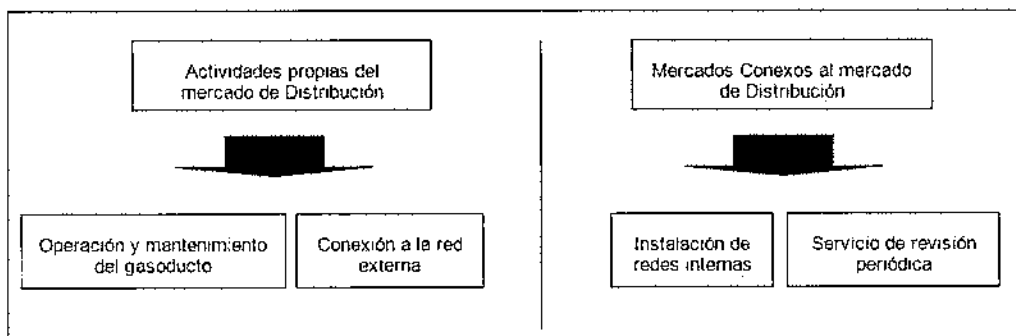 Actividades propias del
mercado de Distribución
Mercados Conexos al mercado
de Distribución
Operación y mantenimiento
del gasoducto
Conexión a la red
externa
Instalación de
redes internas
Servicio de revisión
periódica